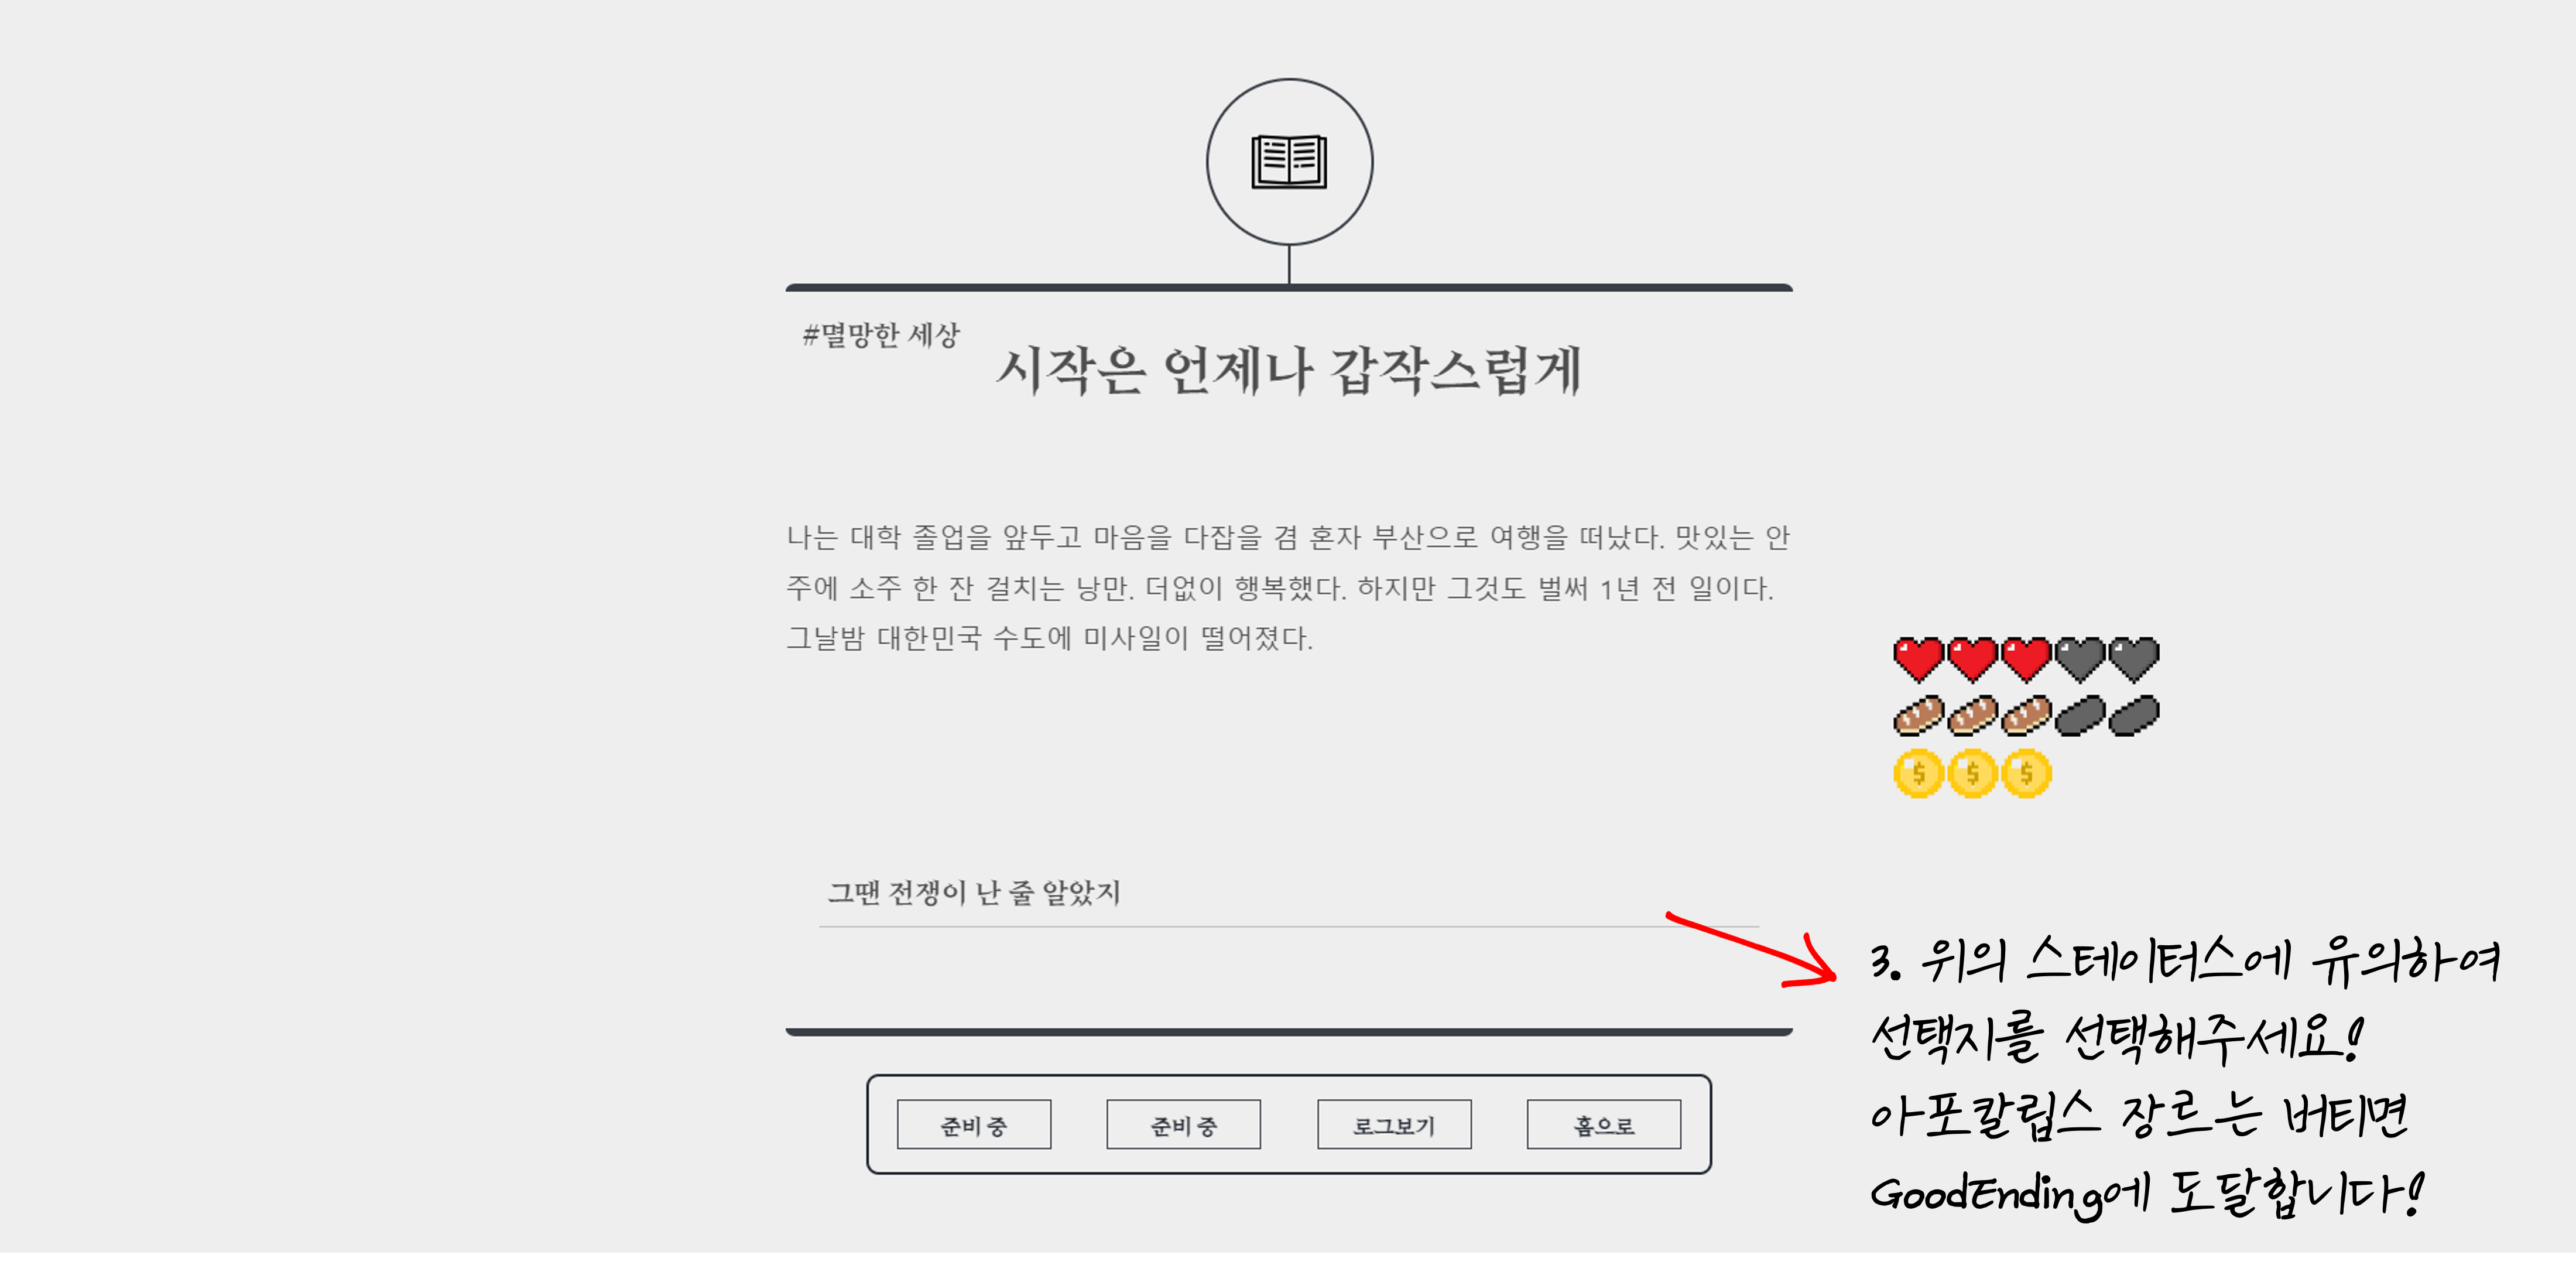 #멸망한 세상
시작은 언제나 갑작스럽게
나는 대학 졸업을 앞두고 마음을 다잡을 겸 혼자 부산으로 여행을 떠났다. 맛있는 안
주에 소주 한 잔 걸치는 낭만. 더없이 행복했다. 하지만 그것도 벌써 1년 전 일이다.
그날밤 대한민국 수도에 미사일이 떨어졌다.
그땐 전쟁이 난 줄 알았지
3. 위의 스테이터스에 유의하여
선택지를 선택해주세요!
아포칼립스 장르는 버티면
GoodEnding에 도달합니다!
준비 중
준비 중
로그보기
홈으로